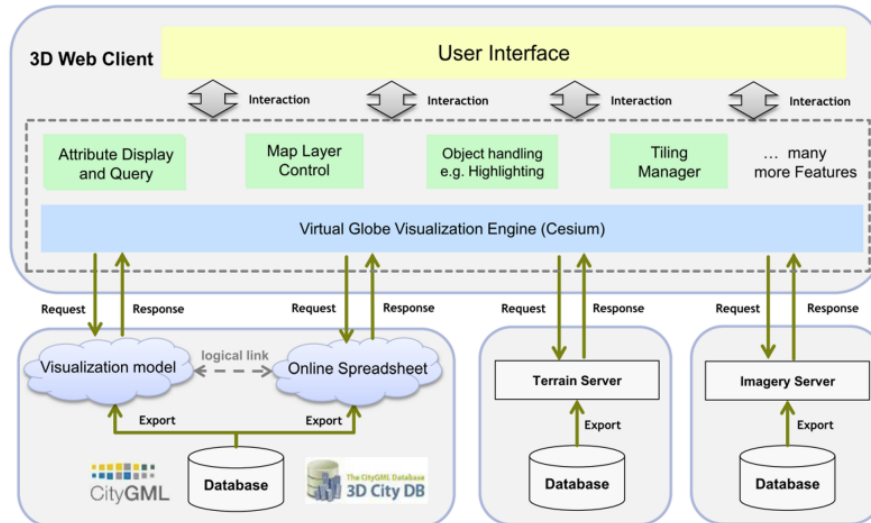 User Interface
3D Web Client
Interaction
Interaction
Interaction
Interaction
Attribute Display
and Query
Map Layer
Control
Object handling
e.g. Highlighting
Tiling
Manager
... many
more Features
Virtual Globe Visualization Engine (Cesium)
Request
Response
Request
Response
Request
Response
Request
Response
Visualization model
logical link
Online Spreadsheet
Terrain Server
Imagery Server
Export
Export
Export
Export
CityGML
Database
The CityGML Database
3D City DB
Database
Database